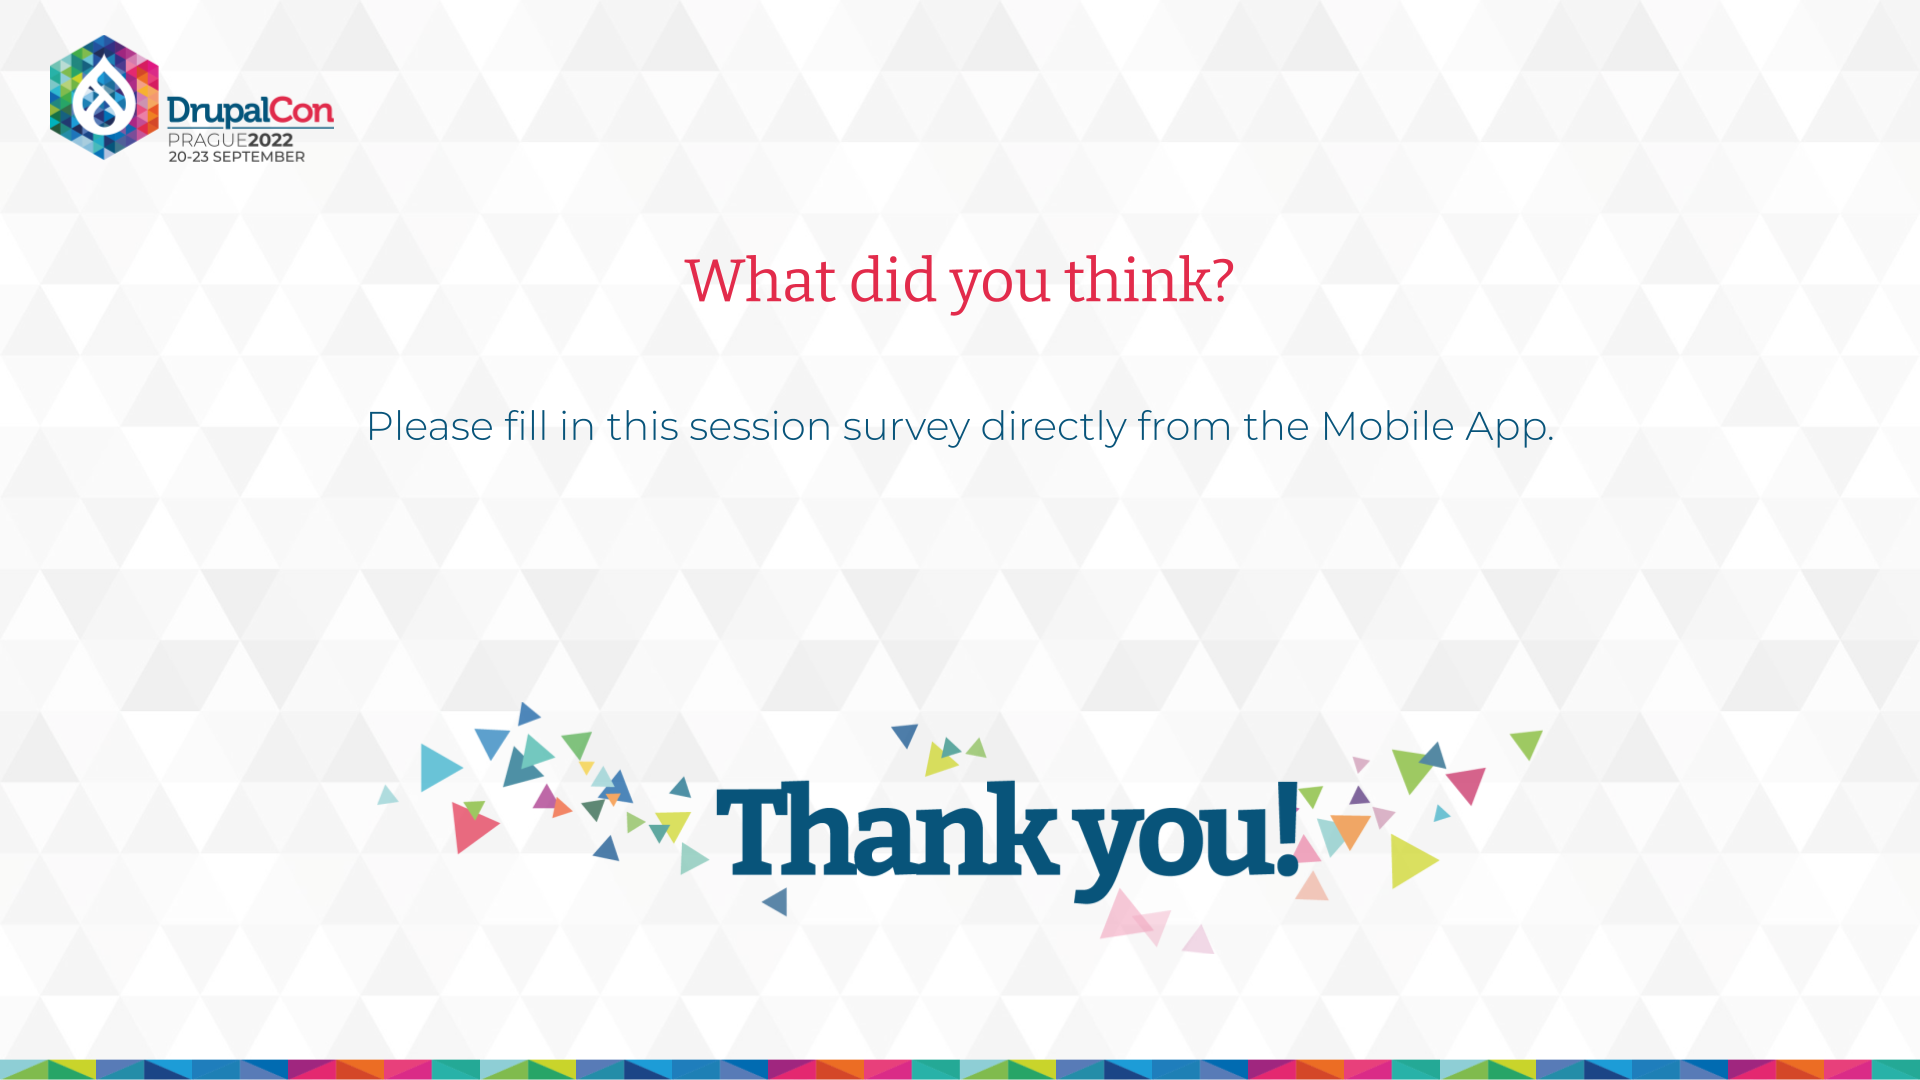 DrupalCon
PRAGUE2022
20-23 SEPTEMBER
What did you think?
Please fill in this session survey directly from the Mobile App.
Thank you!